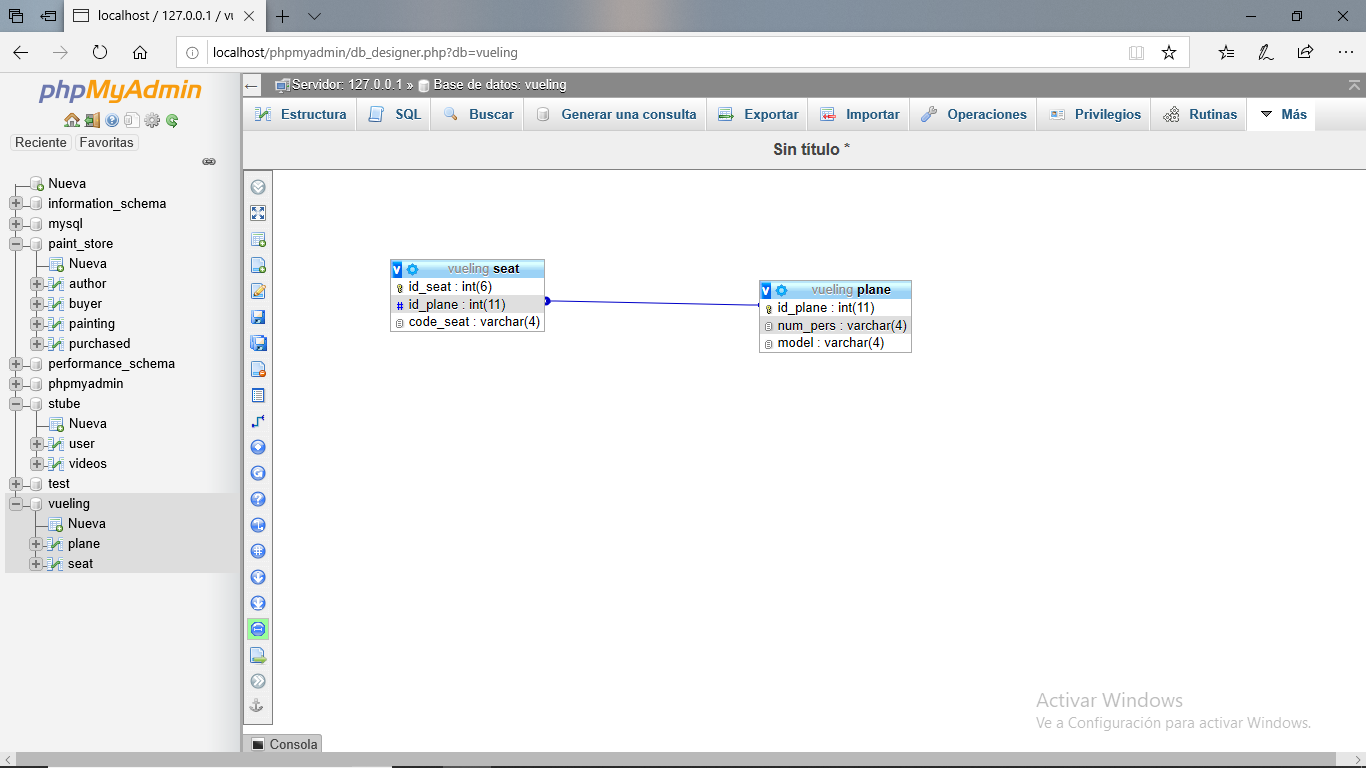 localhost / 127.0.0.1 / vu
localhost/phpmyadmin/db_designer.php?db=vueling
phpMyAdmin
Reciente Favoritas
Nueva
information_schema
mysql
paint_store
Nueva
author
buyer
painting
purchased
performance_schema
phpmyadmin
stube
Nueva
user
videos
test
vueling
Nueva
plane
seat
Servidor: 127.0.0.1 » Base de datos: vueling
Estructura SQL Buscar Generar una consulta Exportar Importar Operaciones Privilegios Rutinas Más
Sin título *
vueling seat
id_seat : int(6)
# id_plane : int(11)
code_seat : varchar(4)
vueling plane
id_plane : int(11)
num_pers : varchar(4)
model : varchar(4)
Activar Windows
Ve a Configuración para activar Windows.
Consola